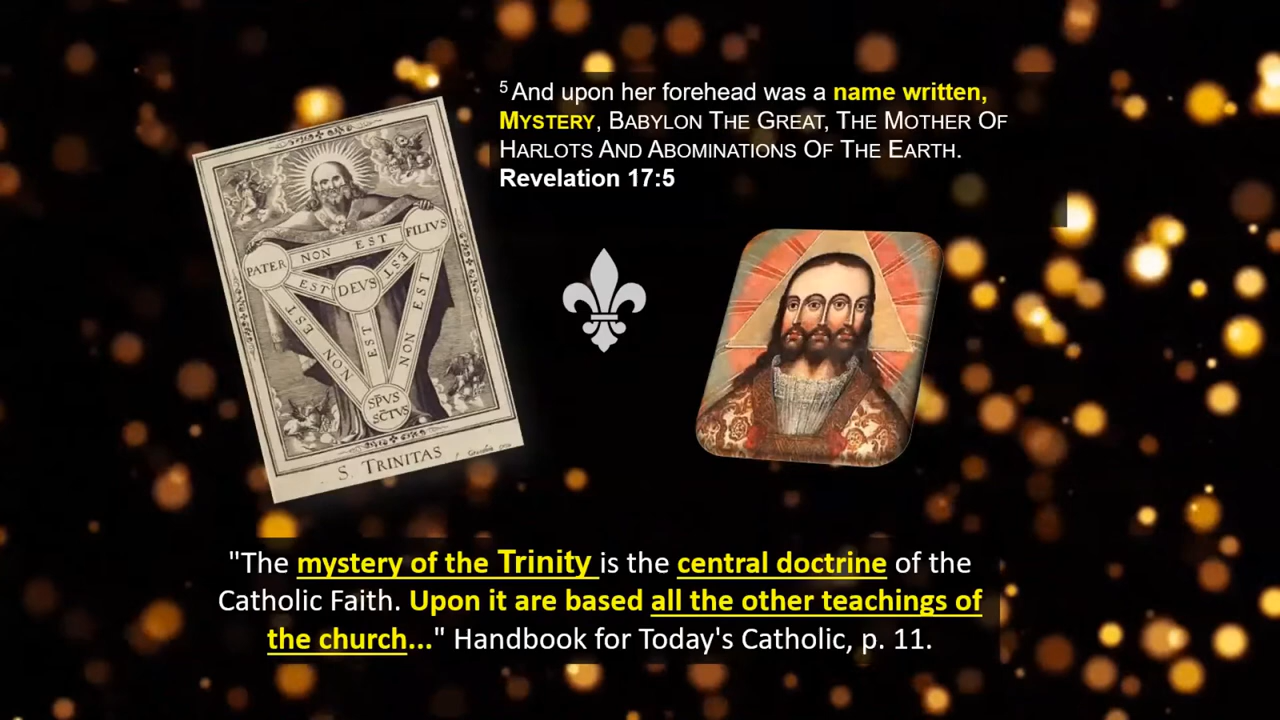 5 And upon her forehead was a name written,
MYSTERY, BABYLON THE GREAT, THE MOTHER OF
HARLOTS AND ABOMINATIONS OF THE EARTH.
Revelation 17:5
PATER
NON EST
FILIVS
EST
DEVS
EST
EST
NON EST
NON EST
SPVS
SCTVS
S. TRINITAS
"The mystery of the Trinity is the central doctrine of the
Catholic Faith. Upon it are based all the other teachings of
the church..." Handbook for Today's Catholic, p. 11.